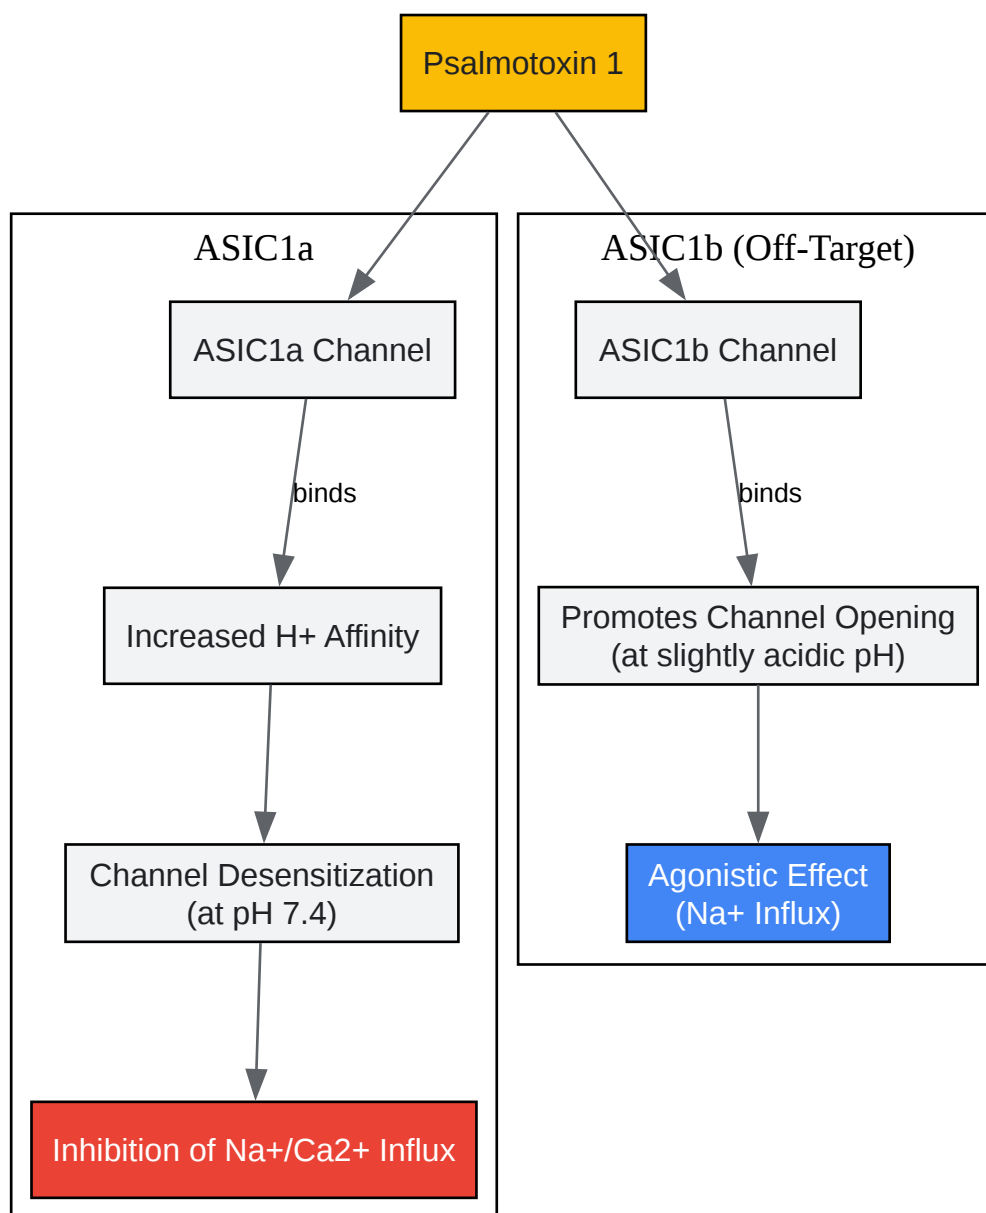 Psalmotoxin 1
ASIC1a
ASIC1a Channel
binds
Increased H+ Affinity
Channel Desensitization
(at pH 7.4)
Inhibition of Na+/Ca2+ Influx
ASIC1b (Off-Target)
ASIC1b Channel
binds
Promotes Channel Opening
(at slightly acidic pH)
Agonistic Effect
(Na+ Influx)